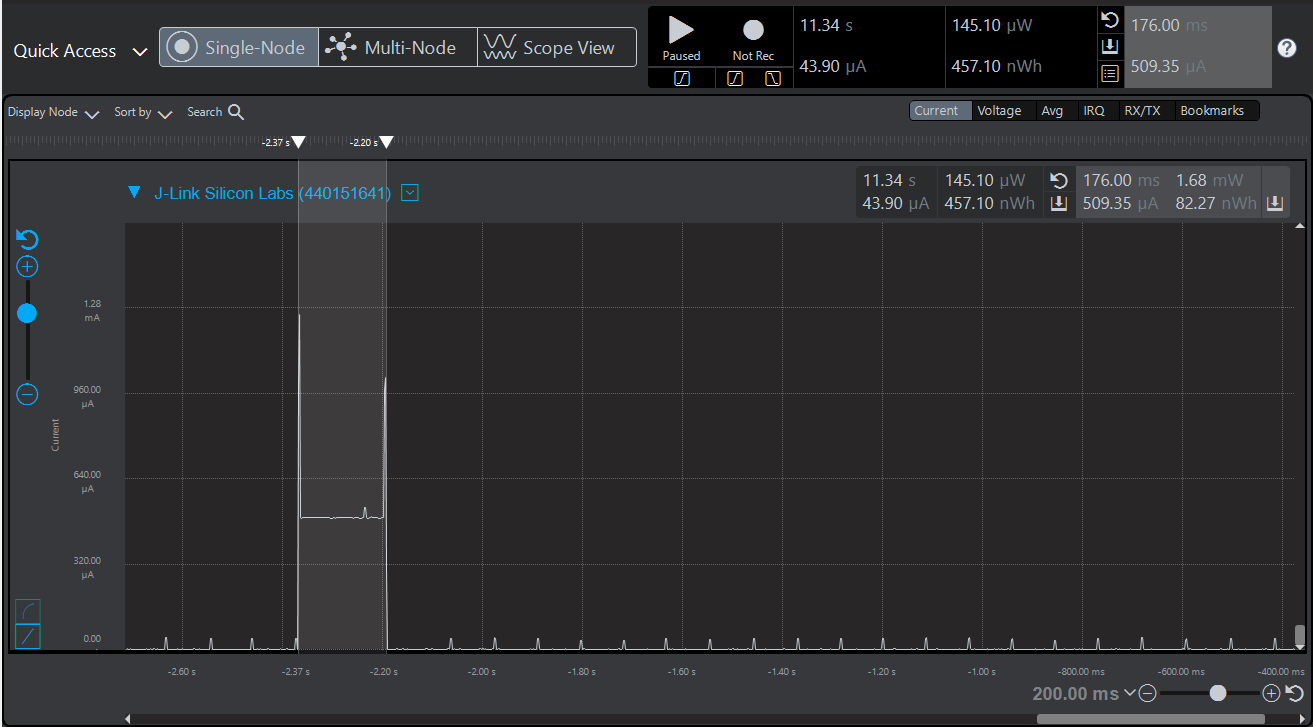 Quick Access
Single-Node
Multi-Node
Scope View
Paused
Not Rec
11.34 s
43.90 µA
145.10 µW
457.10 nWh
176.00 ms
509.35 µA
?
Display Node
Sort by
Search
Current
Voltage
Avg
IRQ
RX/TX
Bookmarks
-2.37 s
-2.20 s
J-Link Silicon Labs (440151641)
11.34 s
43.90 µA
145.10 µW
457.10 nWh
176.00 ms
509.35 µA
1.68 mW
82.27 nWh
1.28
mA
960.00
µA
640.00
µA
320.00
µA
0.00
Current
-2.60 s
-2.37 s
-2.20 s
-2.00 s
-1.80 s
-1.60 s
-1.40 s
-1.20 s
-1.00 s
-800.00 ms
-600.00 ms
-400.00 ms
200.00 ms